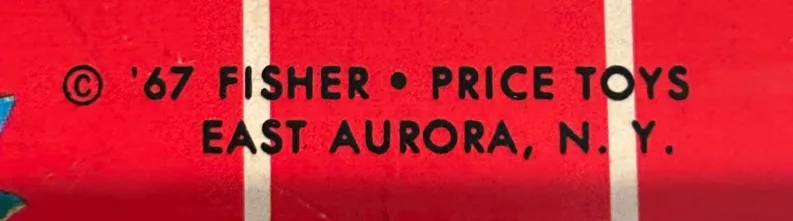 © '67 FISHER • PRICE TOYS
EAST AURORA, N. Y.